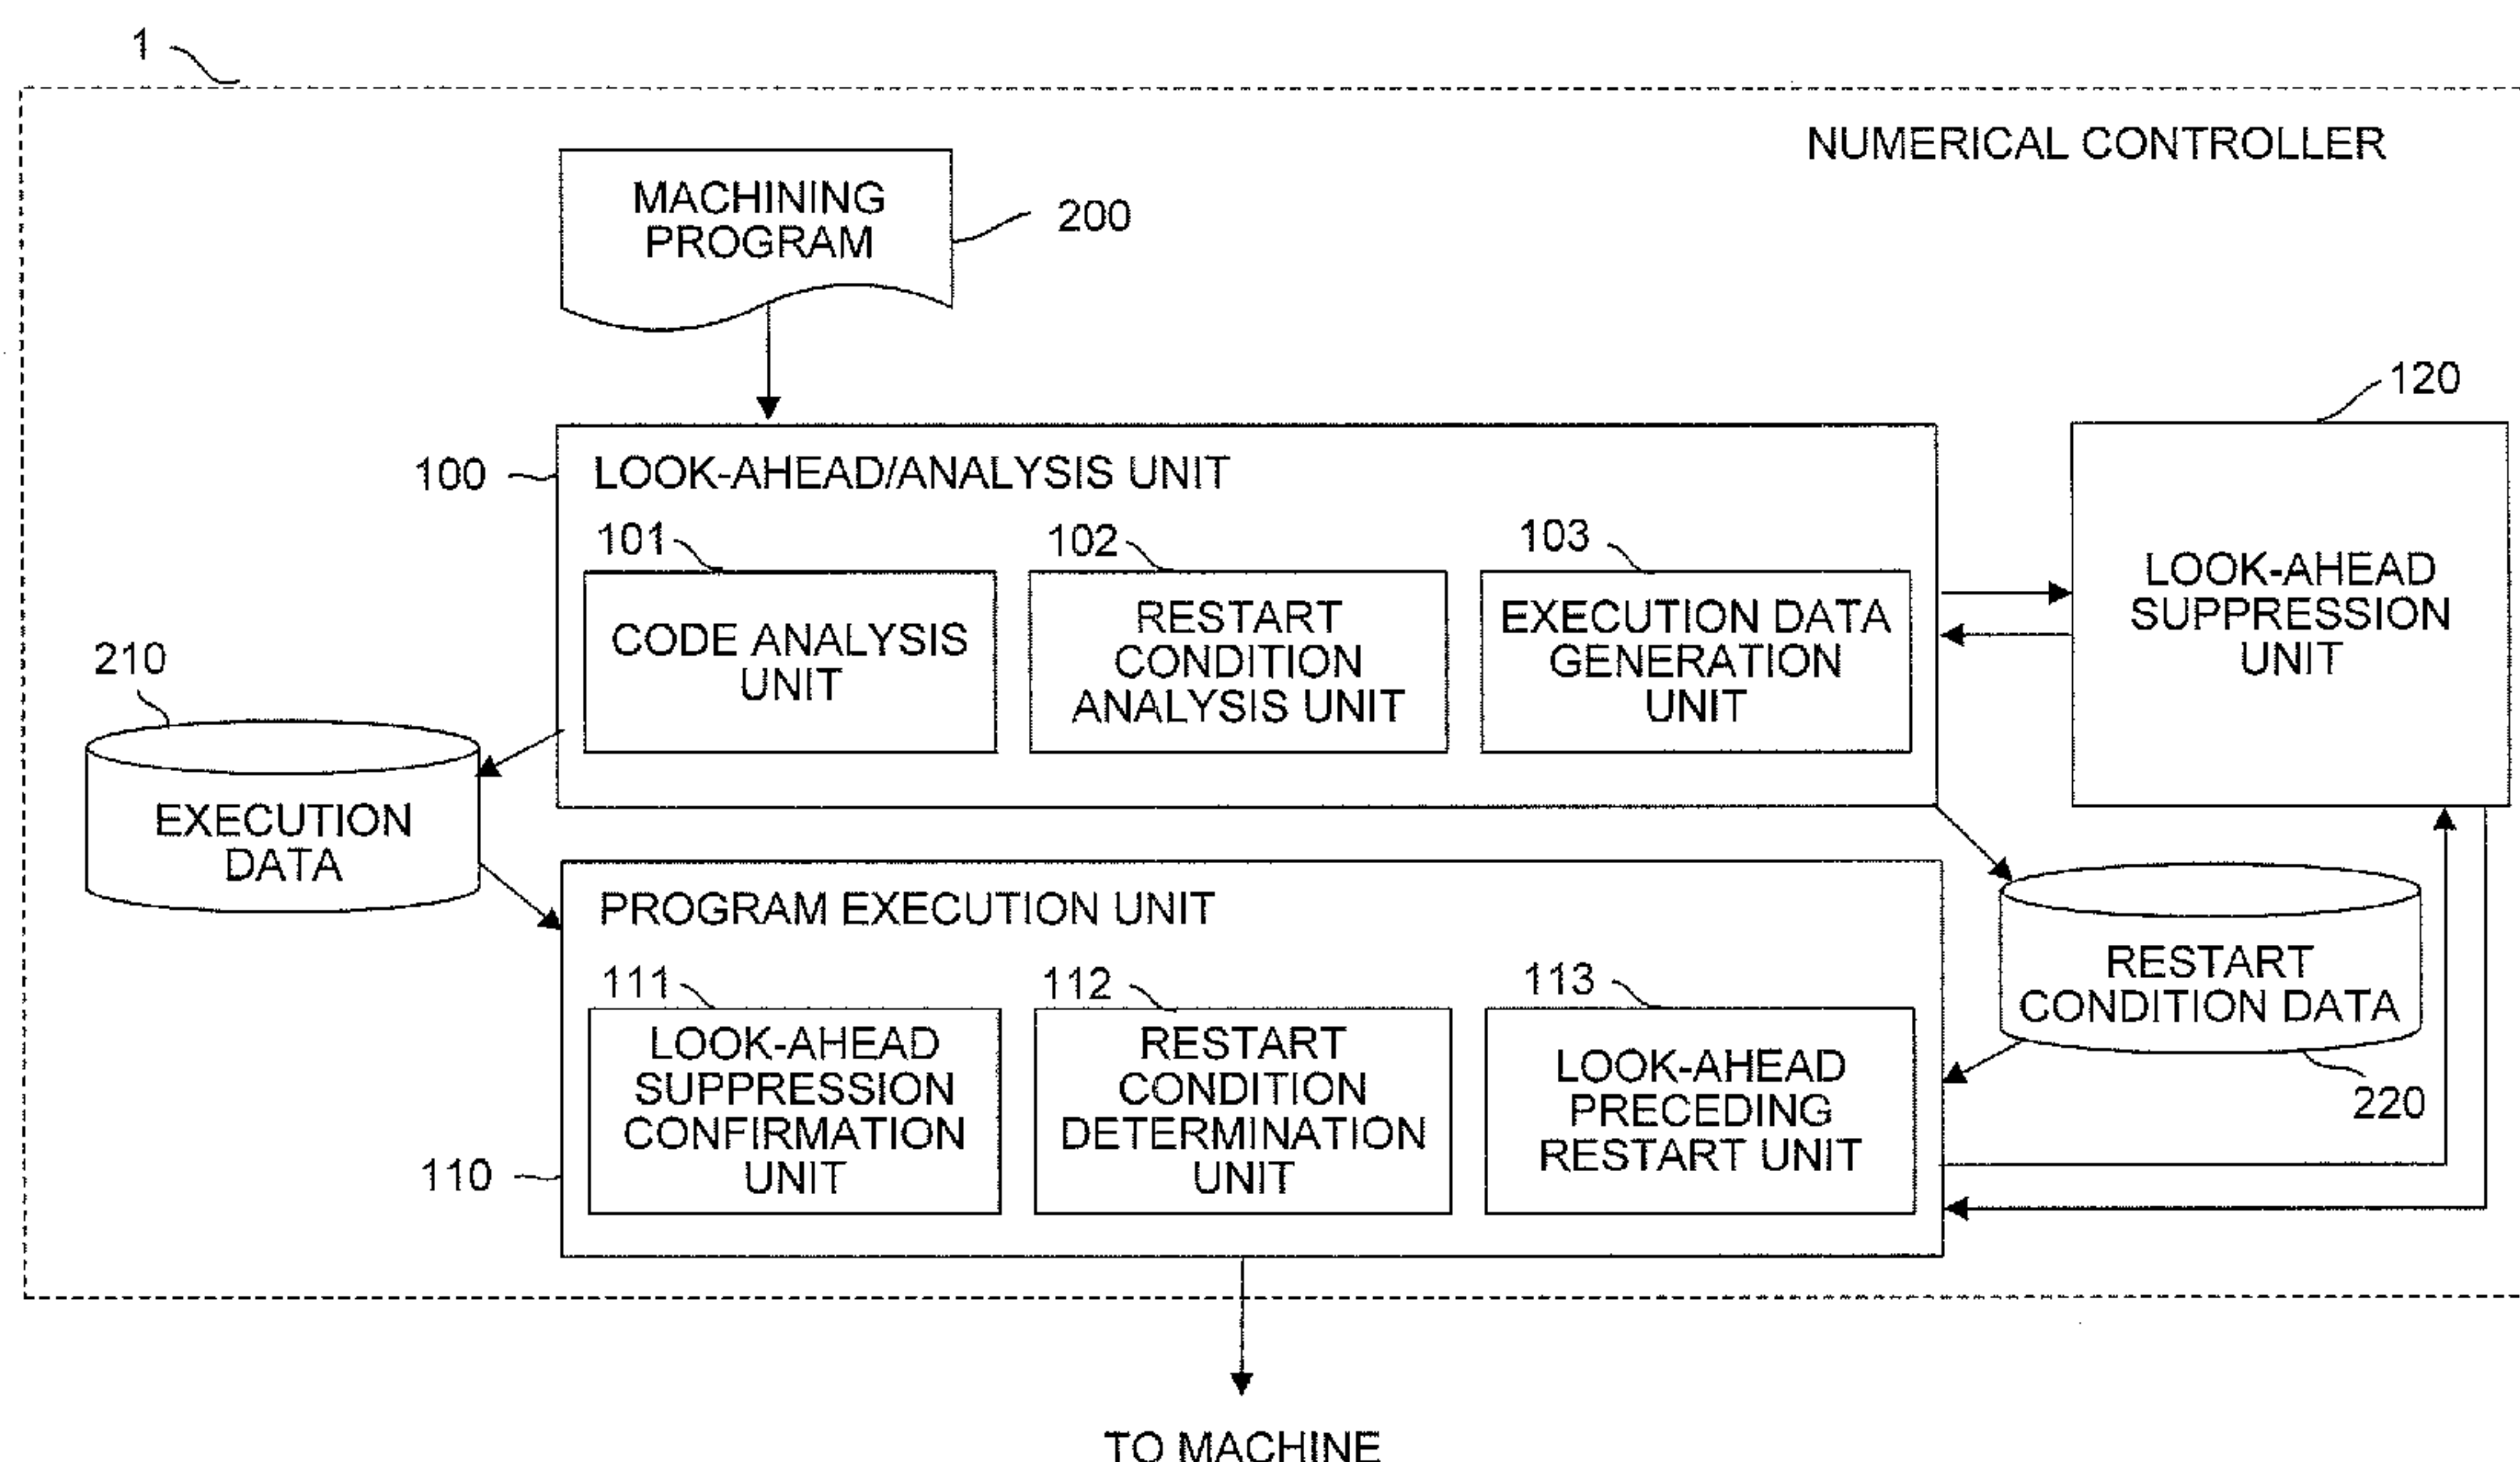 1
NUMERICAL CONTROLLER
MACHINING
PROGRAM
200
120
100
LOOK-AHEAD/ANALYSIS UNIT
101
102
103
CODE ANALYSIS
UNIT
RESTART
CONDITION
ANALYSIS UNIT
EXECUTION DATA
GENERATION
UNIT
LOOK-AHEAD
SUPPRESSION
UNIT
210
EXECUTION
DATA
PROGRAM EXECUTION UNIT
111
112
113
LOOK-AHEAD
SUPPRESSION
CONFIRMATION
UNIT
RESTART
CONDITION
DETERMINATION
UNIT
LOOK-AHEAD
PRECEDING
RESTART UNIT
RESTART
CONDITION DATA
220
110
TO MACHINE